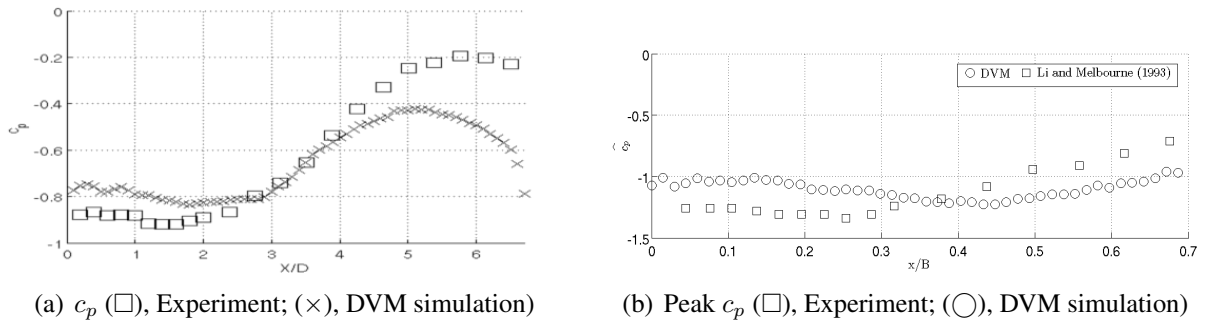 0
-0.2
-0.4
-0.6
-0.8
-1
c_p
0 1 2 3 4 5 6
X/D
(a) c_p (□), Experiment; (×), DVM simulation)
0
-0.5
-1
-1.5
ĉ_p
○ DVM □ Li and Melbourne (1993)
0 0.1 0.2 0.3 0.4 0.5 0.6 0.7
x/B
(b) Peak c_p (□), Experiment; (○), DVM simulation)